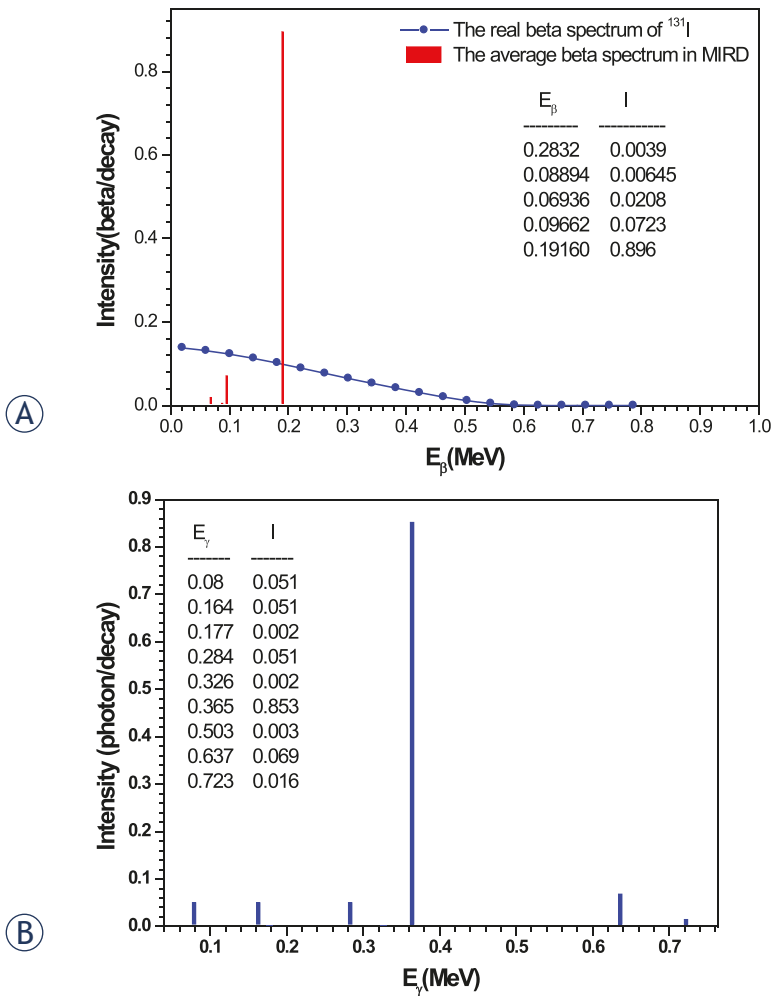 The real beta spectrum of ¹³¹I
The average beta spectrum in MIRD
Eβ I
---------- ------------
0.2832 0.0039
0.08894 0.00645
0.06936 0.0208
0.09662 0.0723
0.19160 0.896
0.8
0.6
0.4
0.2
0.0
Intensity(beta/decay)
0.0 0.1 0.2 0.3 0.4 0.5 0.6 0.7 0.8 0.9 1.0
Eβ(MeV)
A
0.9
0.8
0.7
0.6
0.5
0.4
0.3
0.2
0.1
0.0
Intensity (photon/decay)
Eγ I
------- -------
0.08 0.051
0.164 0.051
0.177 0.002
0.284 0.051
0.326 0.002
0.365 0.853
0.503 0.003
0.637 0.069
0.723 0.016
0.1 0.2 0.3 0.4 0.5 0.6 0.7
Eγ(MeV)
B